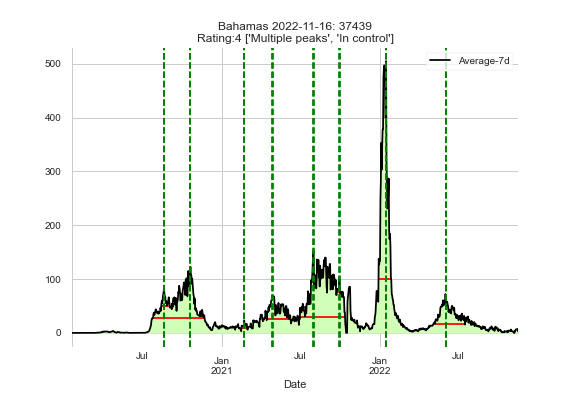 Bahamas 2022-11-16: 37439
Rating:4 ['Multiple peaks', 'In control']
Average-7d
500
400
300
200
100
0
Jul
Jan
2021
Jul
Jan
2022
Jul
Date